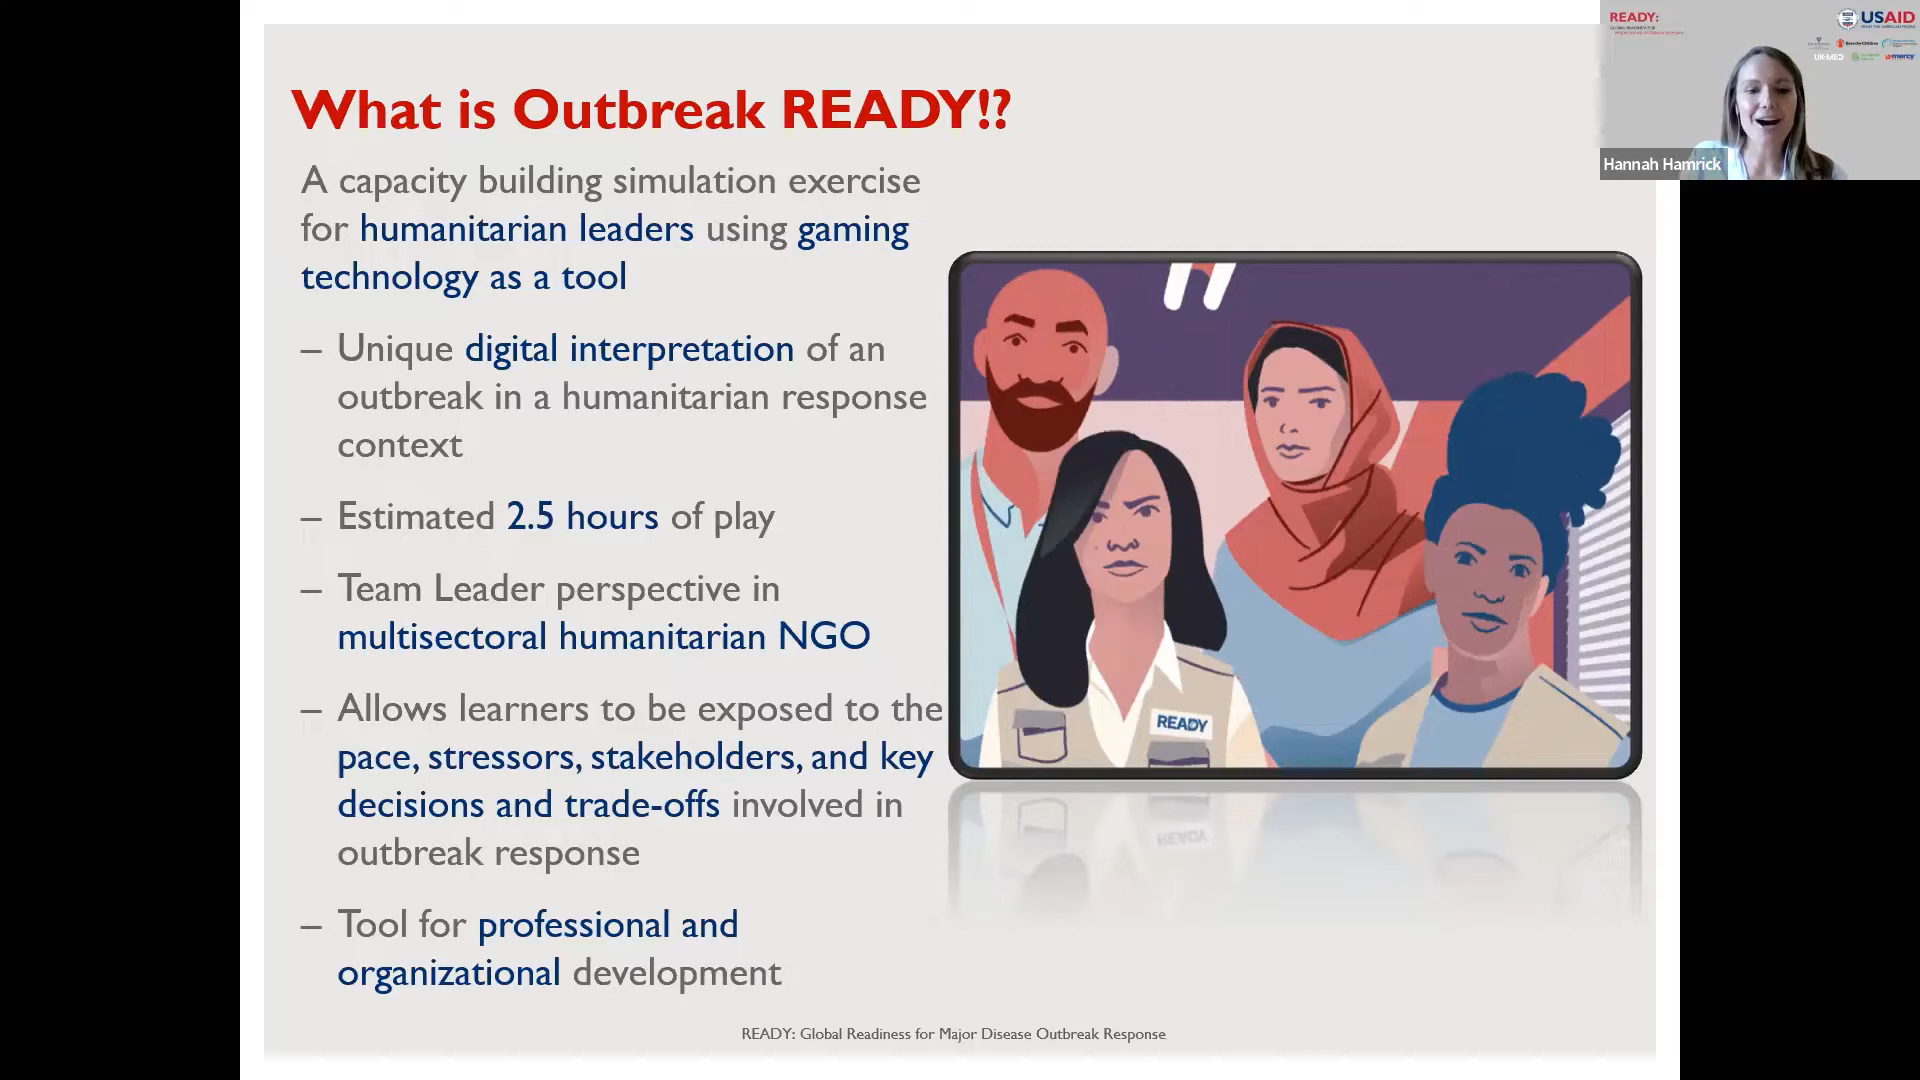 What is Outbreak READY!?
A capacity building simulation exercise
for humanitarian leaders using gaming
technology as a tool
– Unique digital interpretation of an
outbreak in a humanitarian response
context
– Estimated 2.5 hours of play
– Team Leader perspective in
multisectoral humanitarian NGO
– Allows learners to be exposed to the
pace, stressors, stakeholders, and key
decisions and trade-offs involved in
outbreak response
– Tool for professional and
organizational development
READY
READY: Global Readiness for Major Disease Outbreak Response
READY:
USAID
UK-MED
Hannah Hamrick